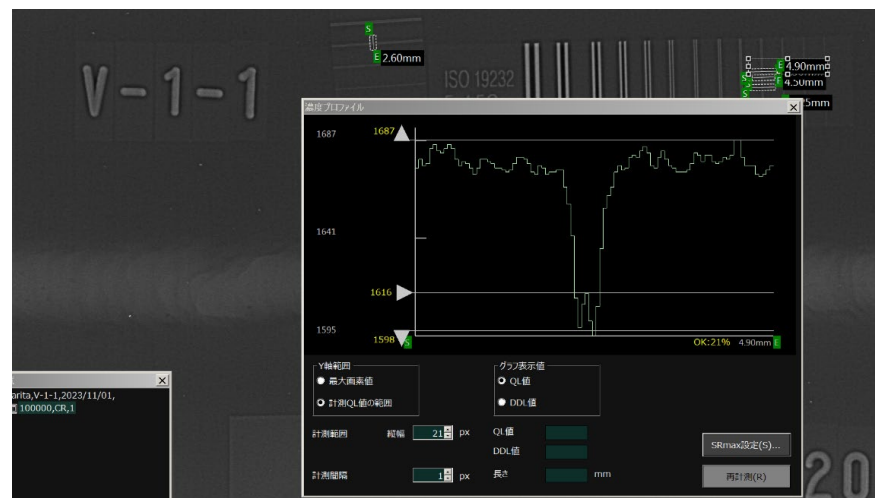 V-1-1
S
E 2.60mm
ISO 19232
E 4.90mm
S
E 4.50mm
S
25mm
濃度プロファイル
1687
1687
1641
1616
1595
1598
S
OK:21% 4.90mm E
Y軸範囲
最大画素値
計測QL値の範囲
グラフ表示値
QL値
DDL値
計測範囲 縦幅 21 px
計測間隔 1 px
QL値
DDL値
長さ mm
SRmax設定(S)...
再計測(R)
arita,V-1-1,2023/11/01,
100000,CR,1
20